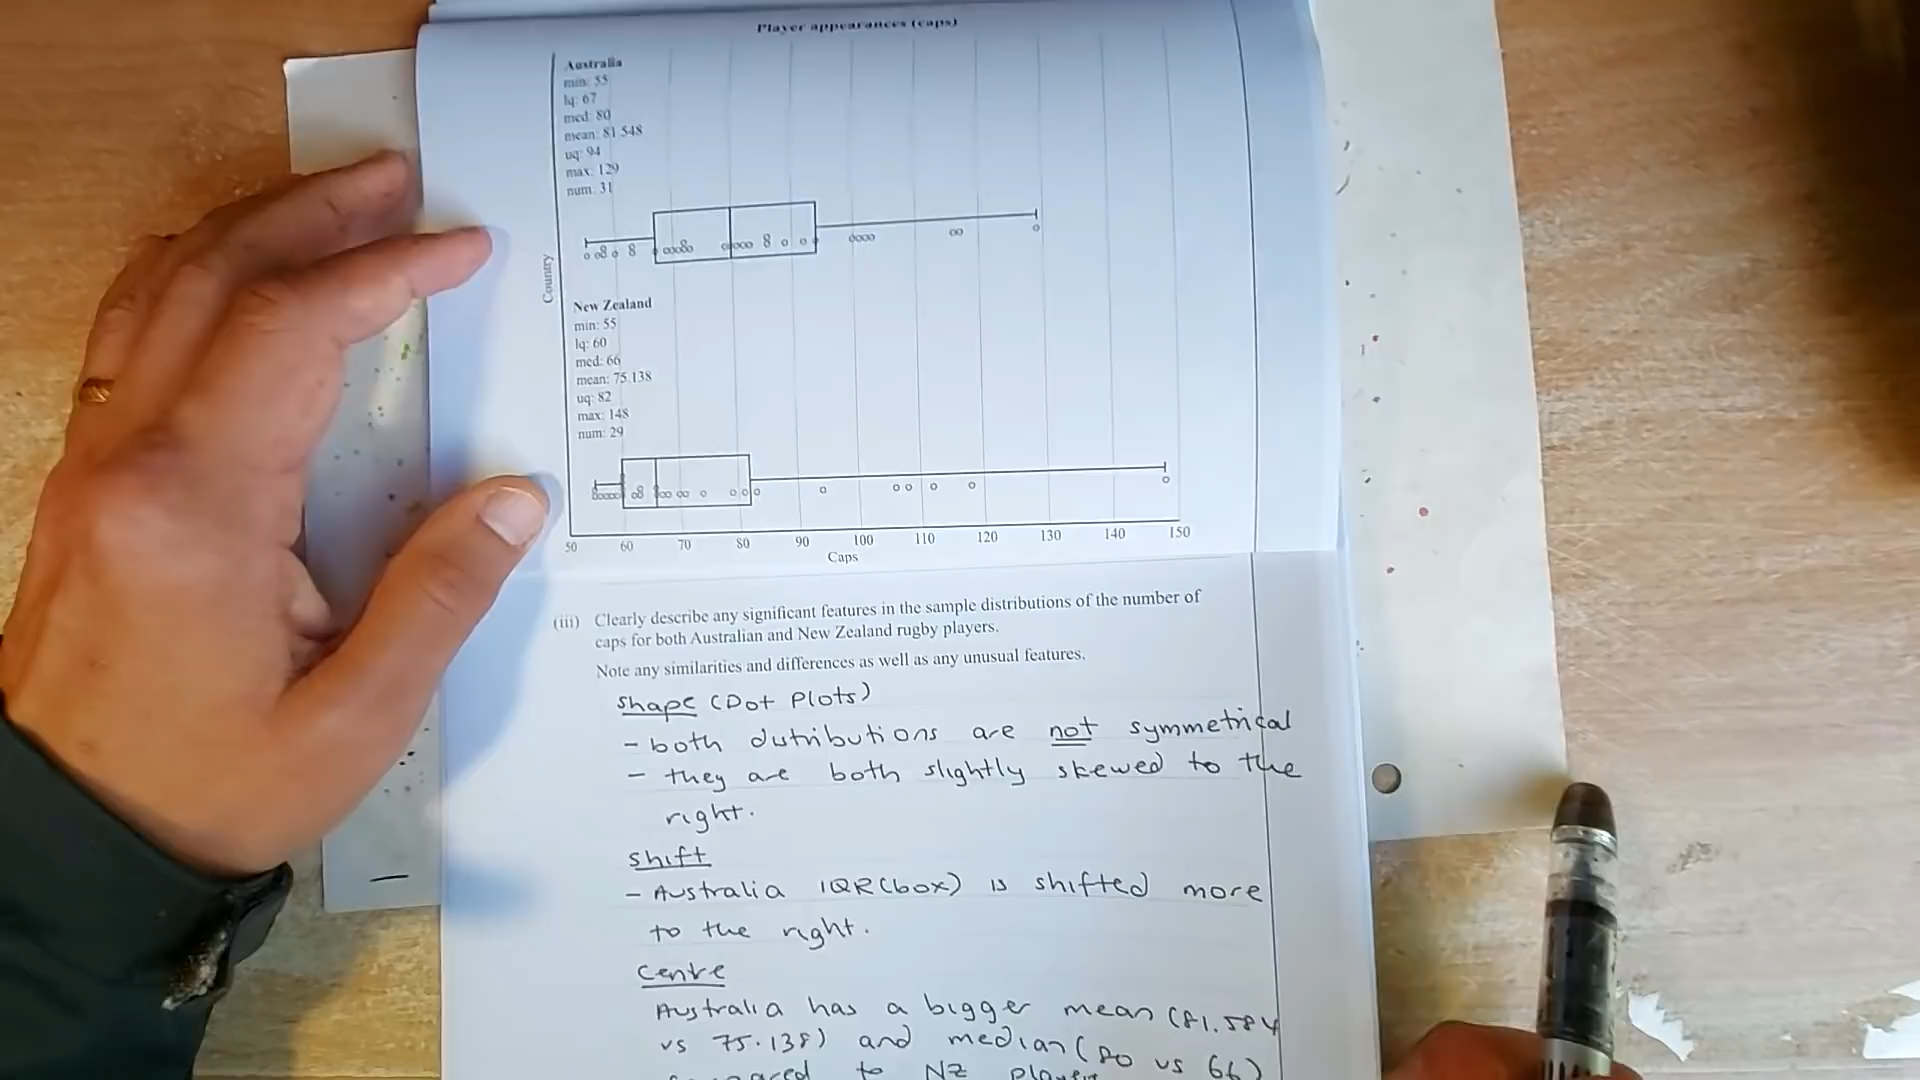 Player appearances (caps)
Australia
min: 55
lq: 67
med: 80
mean: 81.548
uq: 94
max: 129
num: 31
Country
New Zealand
min: 55
lq: 60
med: 66
mean: 75.138
uq: 82
max: 148
num: 29
50 60 70 80 90 100 110 120 130 140 150
Caps
(iii) Clearly describe any significant features in the sample distributions of the number of
caps for both Australian and New Zealand rugby players.
Note any similarities and differences as well as any unusual features.
Shape (Dot Plots)
- both distributions are not symmetrical
- they are both slightly skewed to the
right.
Shift
- Australia IQR (box) is shifted more
to the right.
Centre
Australia has a bigger mean (81.584
vs 75.138) and median (80 vs 66)
to NZ